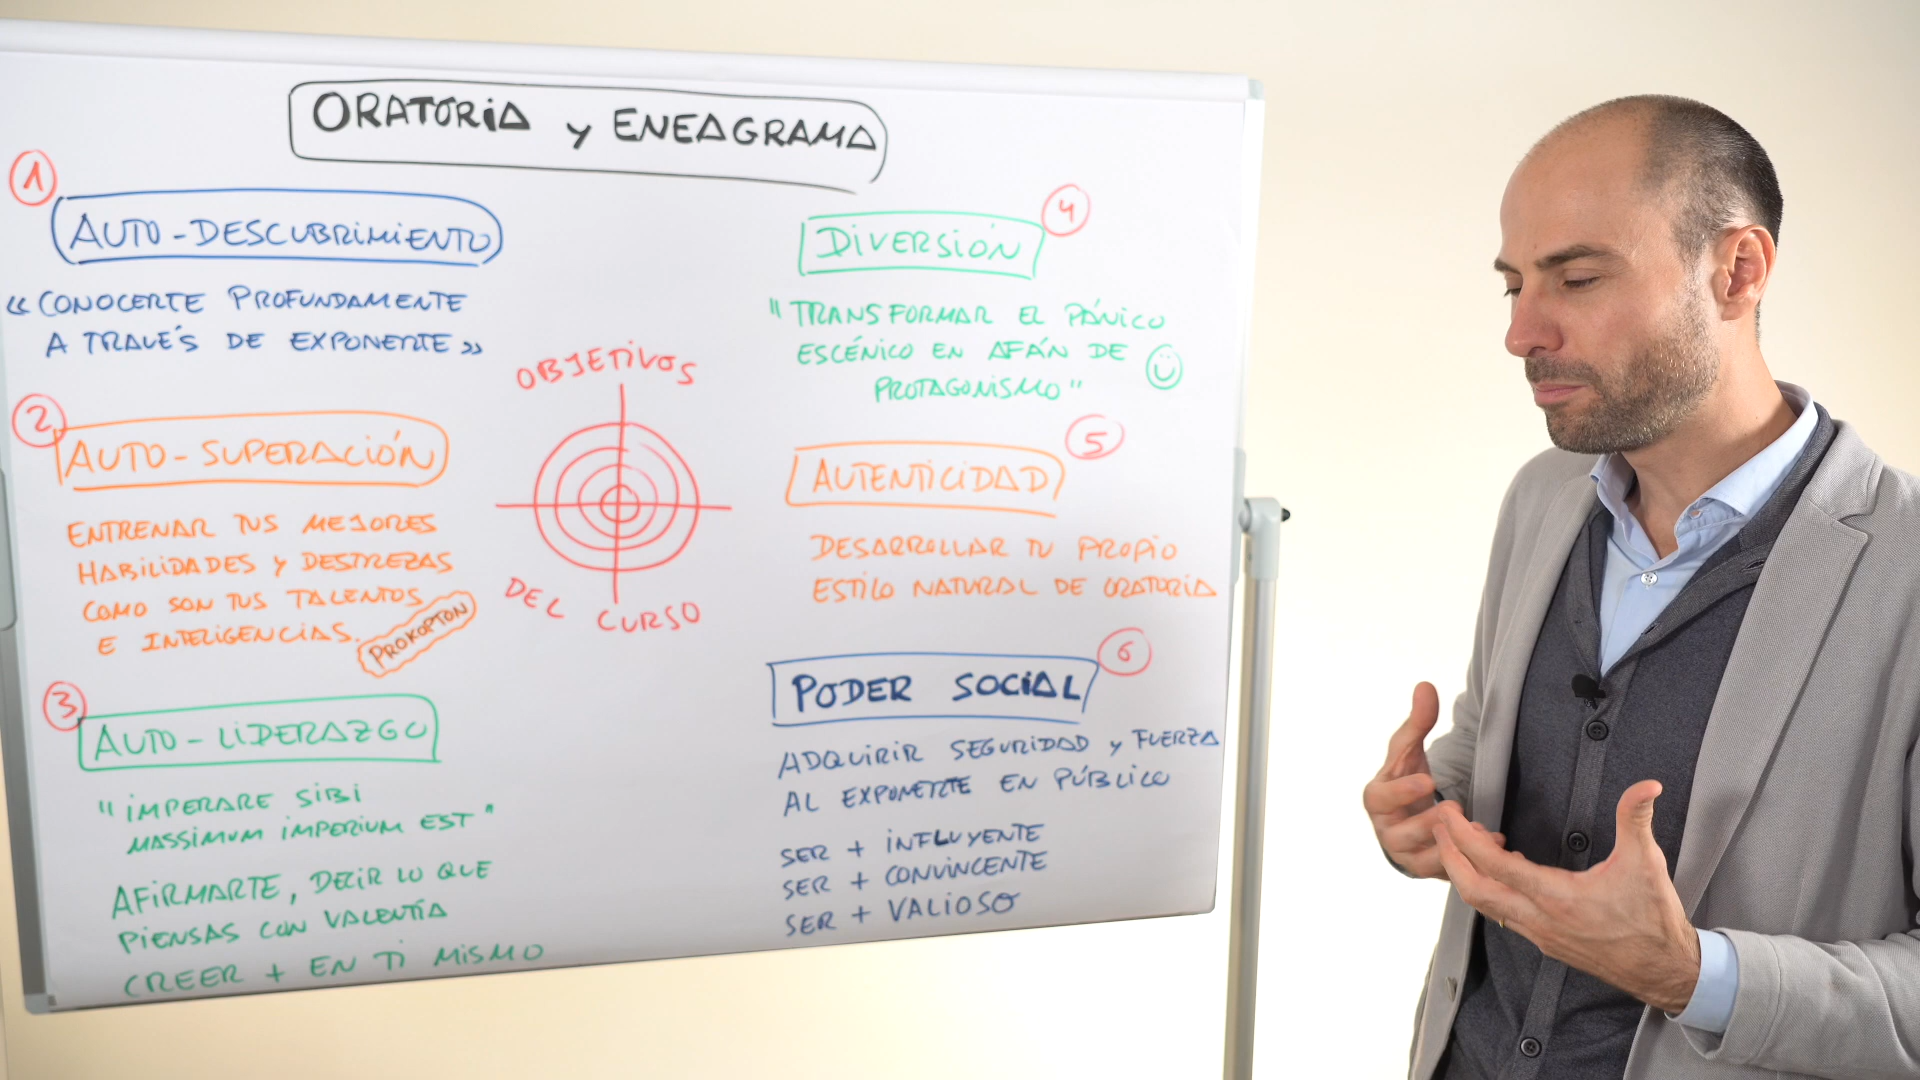 ORATORIA y ENEAGRAMA
1
AUTO-DESCUBRIMIENTO
«CONOCERTE PROFUNDAMENTE
A TRAVÉS DE EXPONERTE»
2
AUTO-SUPERACIÓN
ENTRENAR TUS MEJORES
HABILIDADES Y DESTREZAS
COMO SON TUS TALENTOS
E INTELIGENCIAS.
PROKOPTON
3
AUTO-LIDERAZGO
"IMPERARE SIBI
MASSIMUM IMPERIUM EST"
AFIRMARTE, DECIR LO QUE
PIENSAS CON VALENTÍA
CREER + EN TI MISMO
OBJETIVOS
DEL CURSO
4
DIVERSIÓN
"TRANSFORMAR EL PÁNICO
ESCÉNICO EN AFÁN DE
PROTAGONISMO"
5
AUTENTICIDAD
DESARROLLAR TU PROPIO
ESTILO NATURAL DE ORATORIA
6
PODER SOCIAL
ADQUIRIR SEGURIDAD Y FUERZA
AL EXPONERTE EN PÚBLICO
SER + INFLUYENTE
SER + CONVINCENTE
SER + VALIOSO